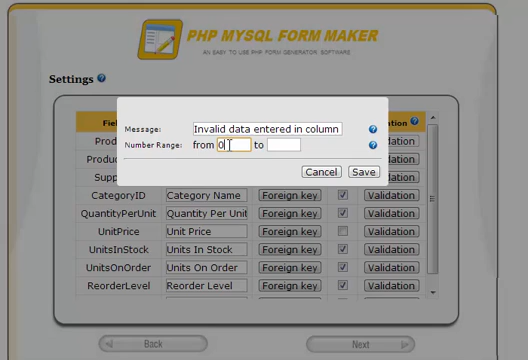 PHP MYSQL FORM MAKER
AN EASY TO USE PHP FORM GENERATOR SOFTWARE
Settings ?
Message: Invalid data entered in column ?
Number Range: from 0 to ?
Cancel Save
CategoryID Category Name Foreign key Validation
QuantityPerUnit Quantity Per Unit Foreign key Validation
UnitPrice Unit Price Foreign key Validation
UnitsInStock Units In Stock Foreign key Validation
UnitsOnOrder Units On Order Foreign key Validation
ReorderLevel Reorder Level Foreign key Validation
Back Next